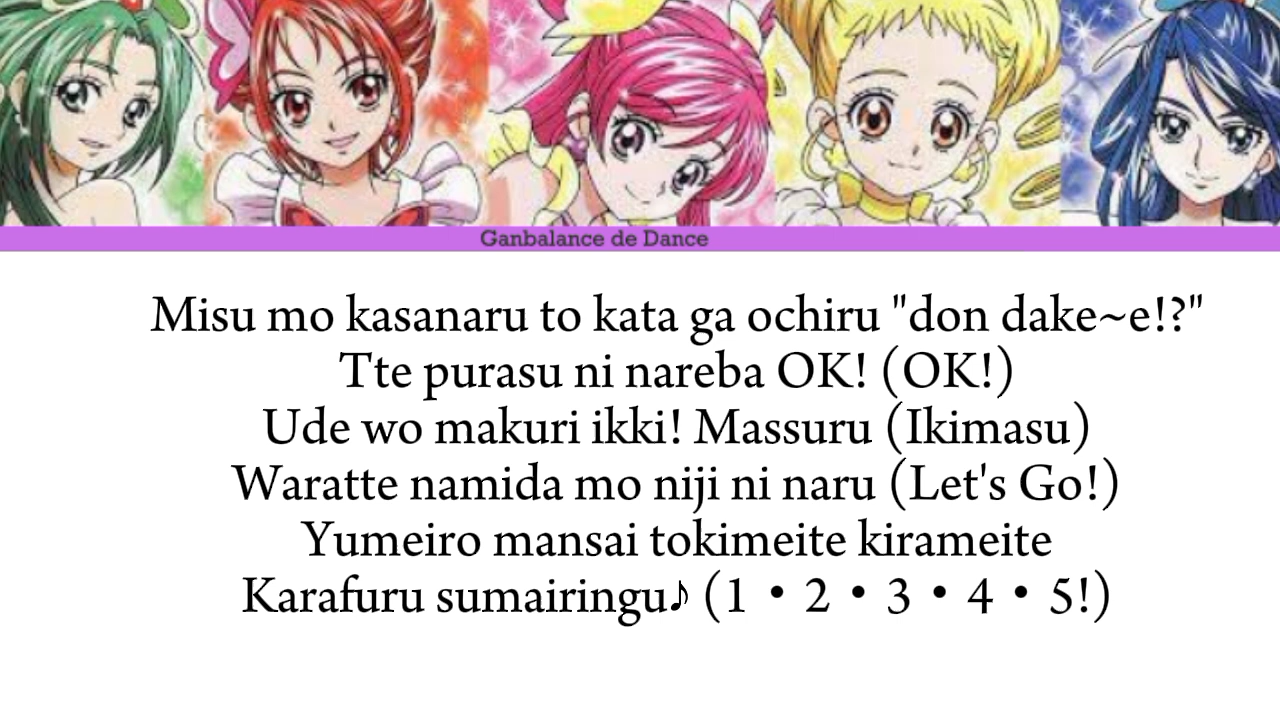 Ganbalance de Dance
Misu mo kasanaru to kata ga ochiru "don dake~e!?"
Tte purasu ni nareba OK! (OK!)
Ude wo makuri ikki! Massuru (Ikimasu)
Waratte namida mo niji ni naru (Let's Go!)
Yumeiro mansai tokimeite kirameite
Karafuru sumairingu♪ (1 • 2 • 3 • 4 • 5!)